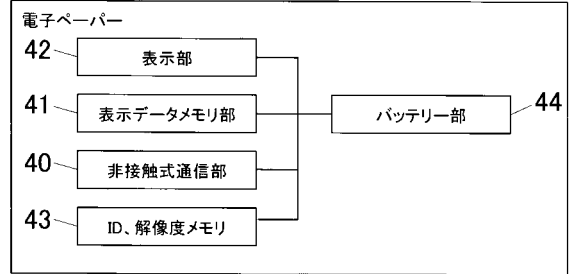 電子ペーパー
42 表示部
41 表示データメモリ部
バッテリー部 44
40 非接触式通信部
43 ID、解像度メモリ